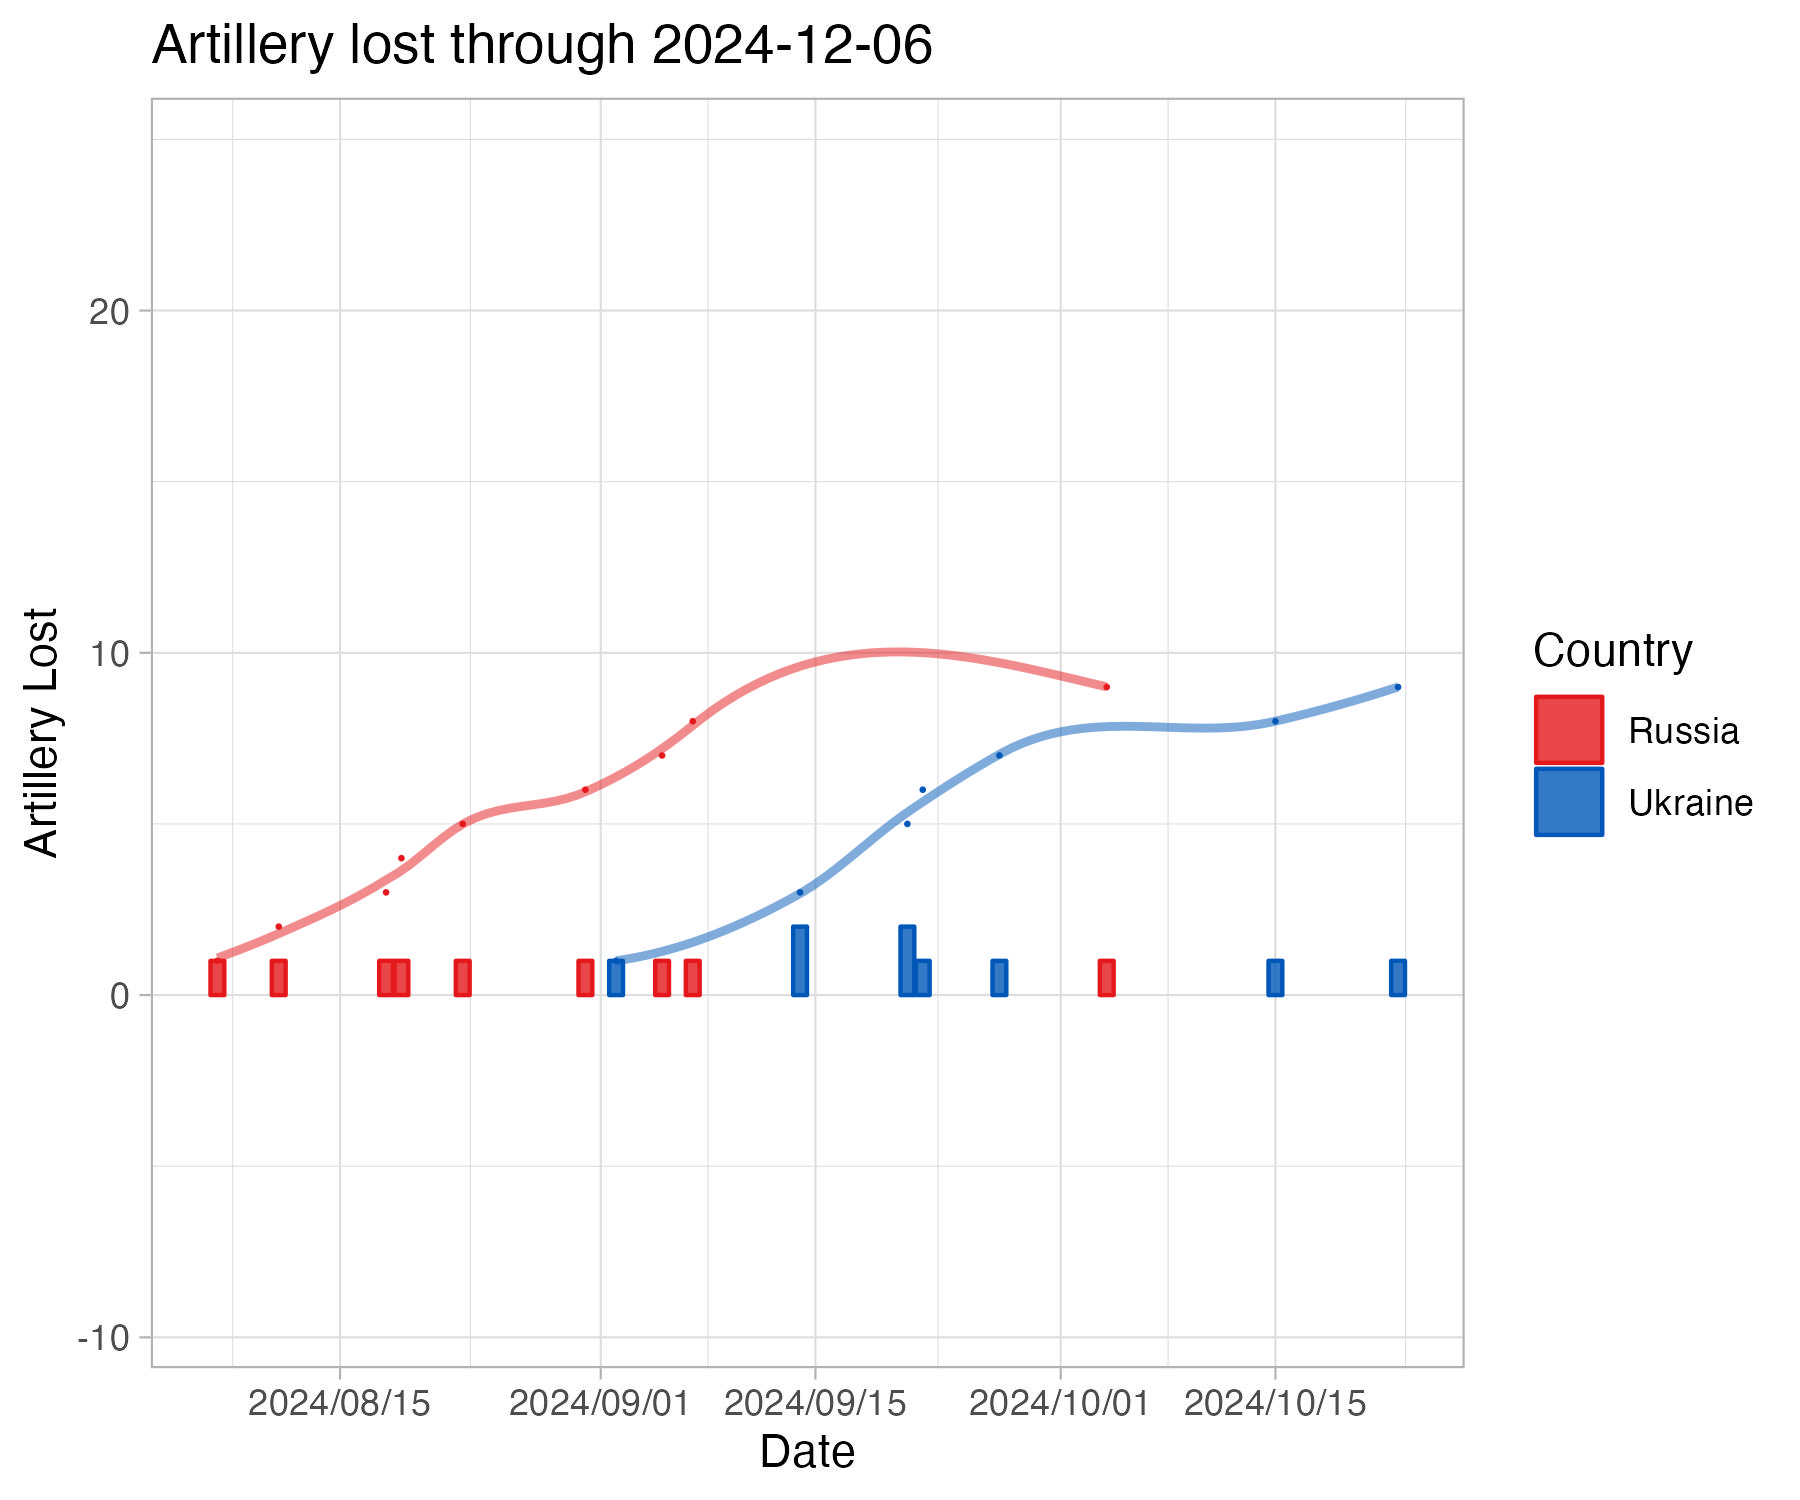 Artillery lost through 2024-12-06
20
10
0
-10
Artillery Lost
2024/08/15 2024/09/01 2024/09/15 2024/10/01 2024/10/15
Date
Country
Russia
Ukraine